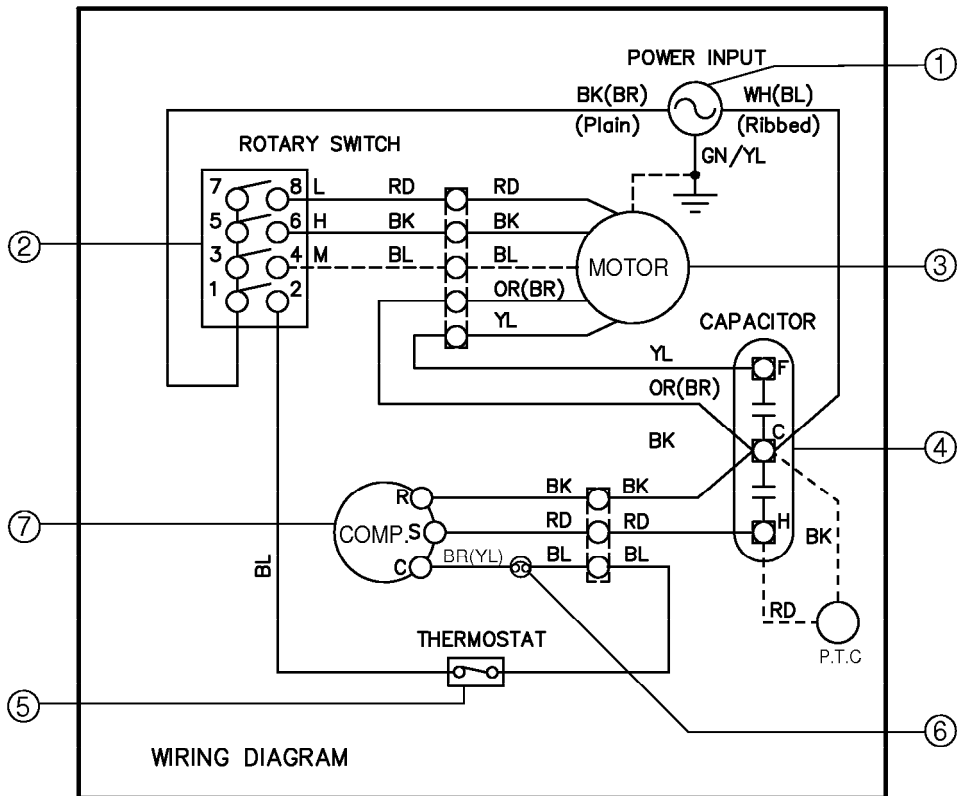 POWER INPUT
①
BK(BR)
WH(BL)
(Plain)
(Ribbed)
ROTARY SWITCH
GN/YL
7 8 L RD RD
5 6 H BK BK
②
3 4 M BL BL
MOTOR
③
1 2
OR(BR)
YL
CAPACITOR
YL
F
OR(BR)
C
BK
④
R BK BK
⑦
COMP. S RD RD
H
BK
C BR(YL) BL BL
BL
RD
THERMOSTAT
P.T.C
⑤
⑥
WIRING DIAGRAM